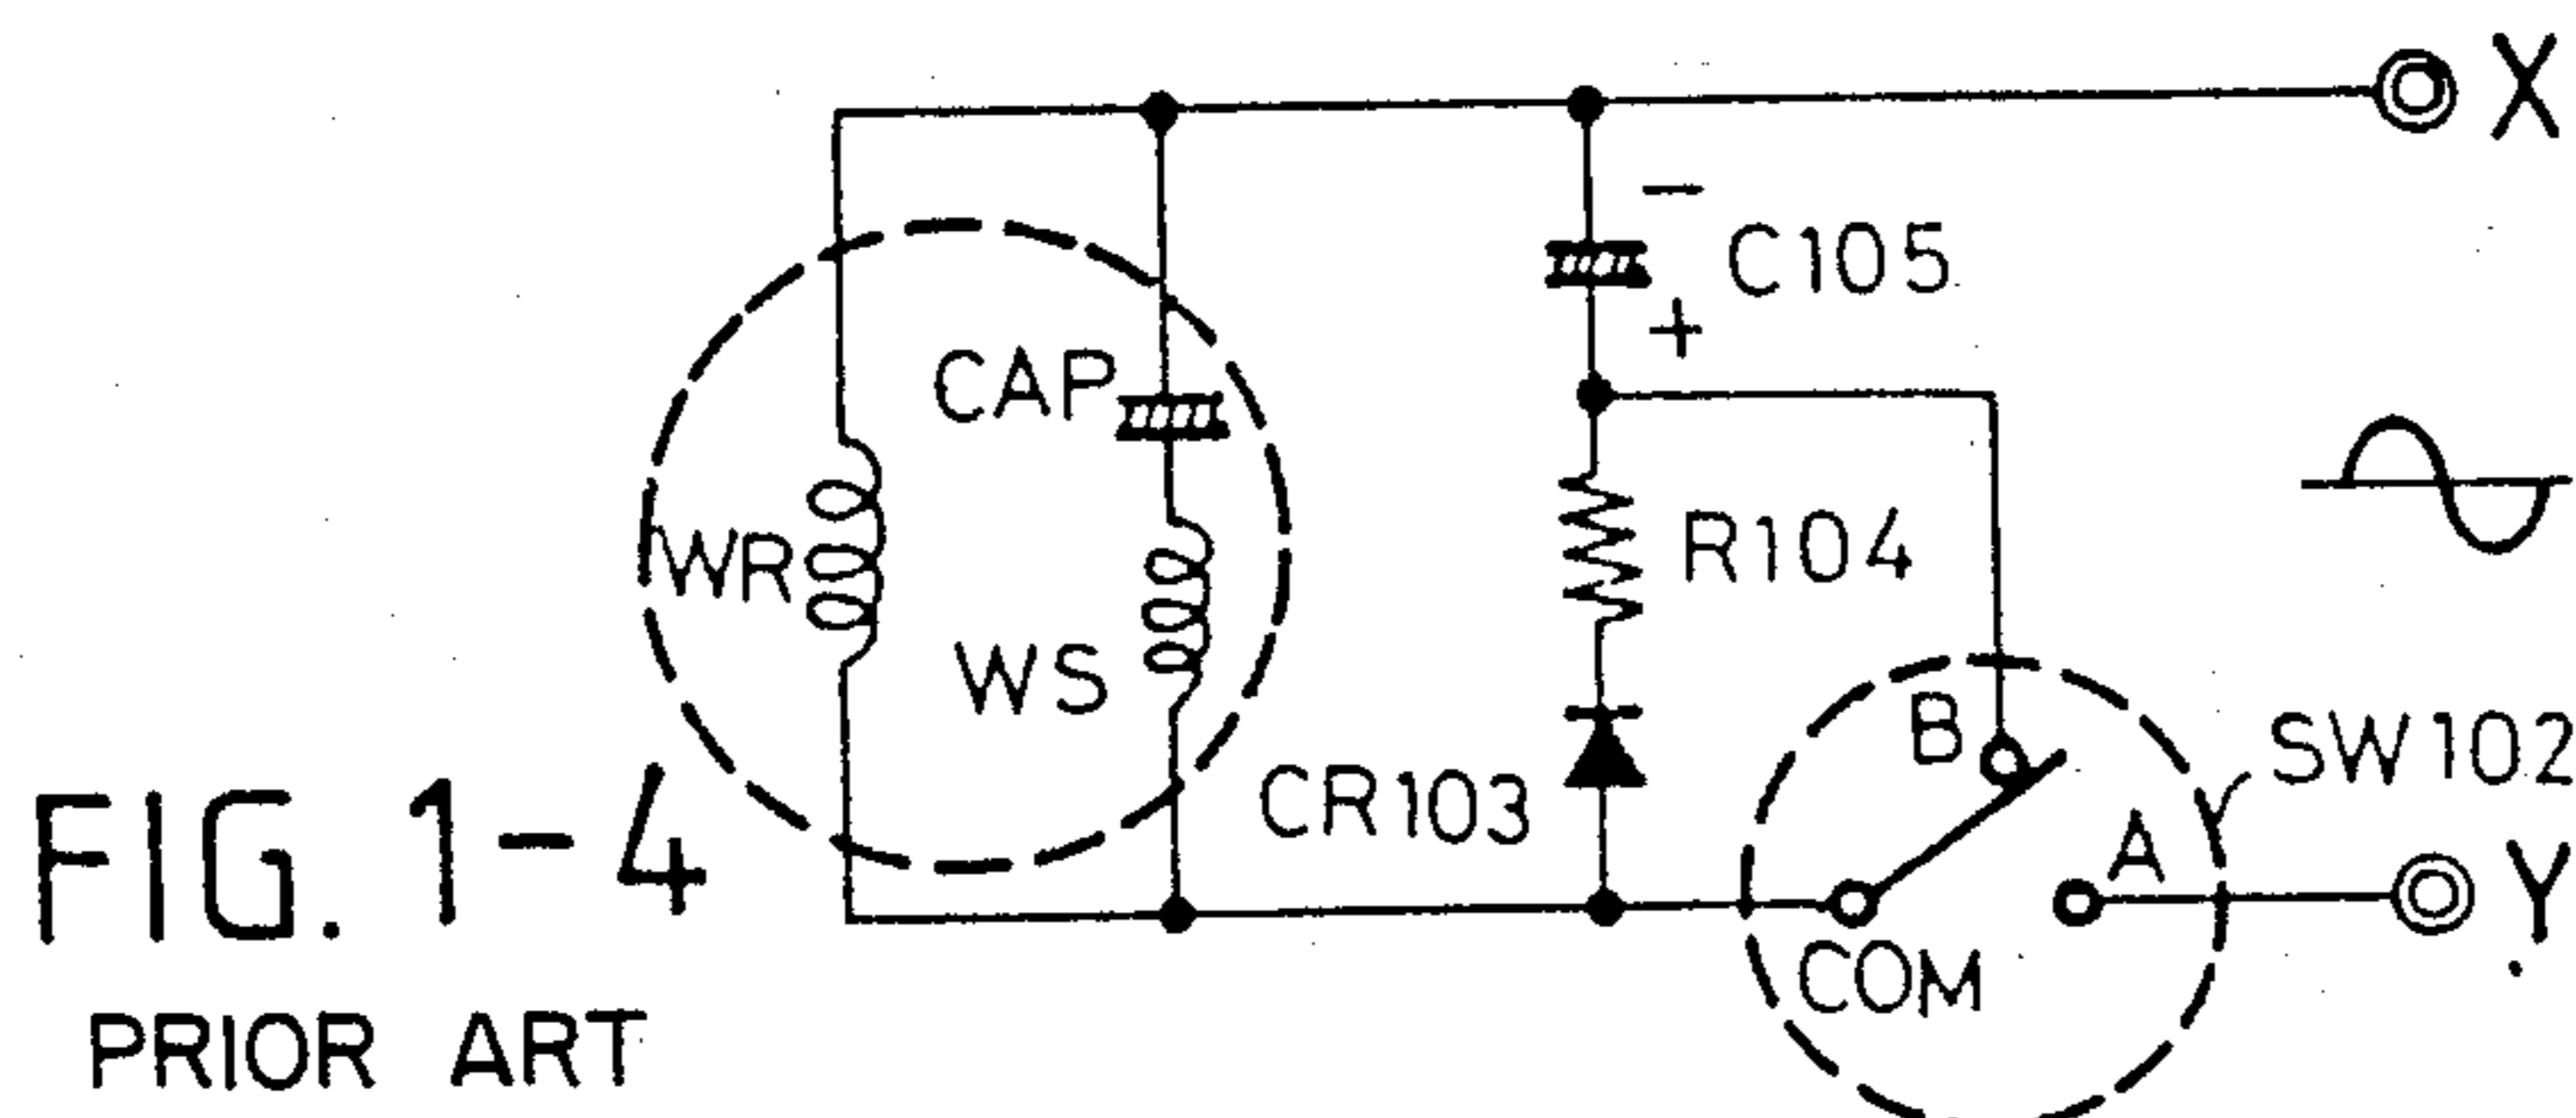 X
−
C105
+
CAP
WR
R104
WS
B
SW102
CR103
A
Y
COM
FIG. 1-4
PRIOR ART